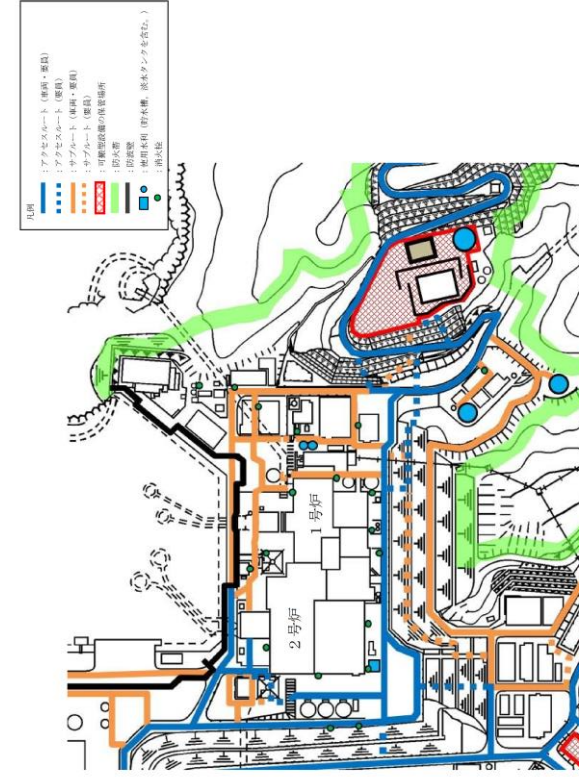 凡例
：アクセスルート（車両・要員）
：アクセスルート（要員）
：サブルート（車両・要員）
：サブルート（要員）
：可搬型設備の保管場所
：防火帯
：防波壁
：使用水利（貯水槽，淡水タンクを含む。）
：消火栓
1号炉
2号炉